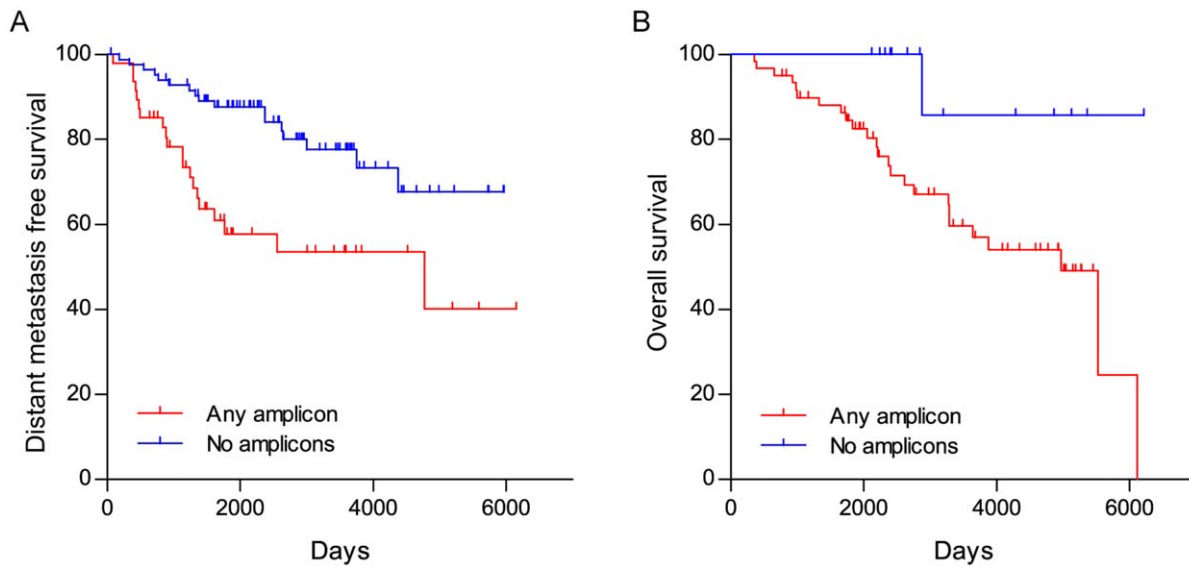 A
Distant metastasis free survival
100
80
60
40
20
0
Any amplicon
No amplicons
0 2000 4000 6000
Days
B
Overall survival
100
80
60
40
20
0
Any amplicon
No amplicons
0 2000 4000 6000
Days